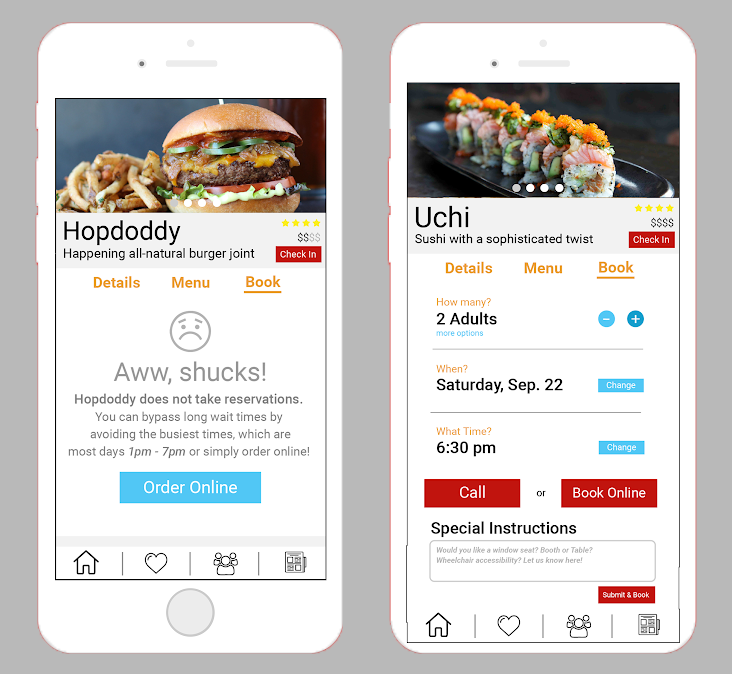 Hopdoddy
$$$$
Happening all-natural burger joint
Check In
Details
Menu
Book
Aww, shucks!
Hopdoddy does not take reservations.
You can bypass long wait times by
avoiding the busiest times, which are
most days 1pm - 7pm or simply order online!
Order Online
Uchi
$$$$
Sushi with a sophisticated twist
Check In
Details
Menu
Book
How many?
2 Adults
more options
When?
Saturday, Sep. 22
Change
What Time?
6:30 pm
Change
Call
or
Book Online
Special Instructions
Would you like a window seat? Booth or Table?
Wheelchair accessibility? Let us know here!
Submit & Book